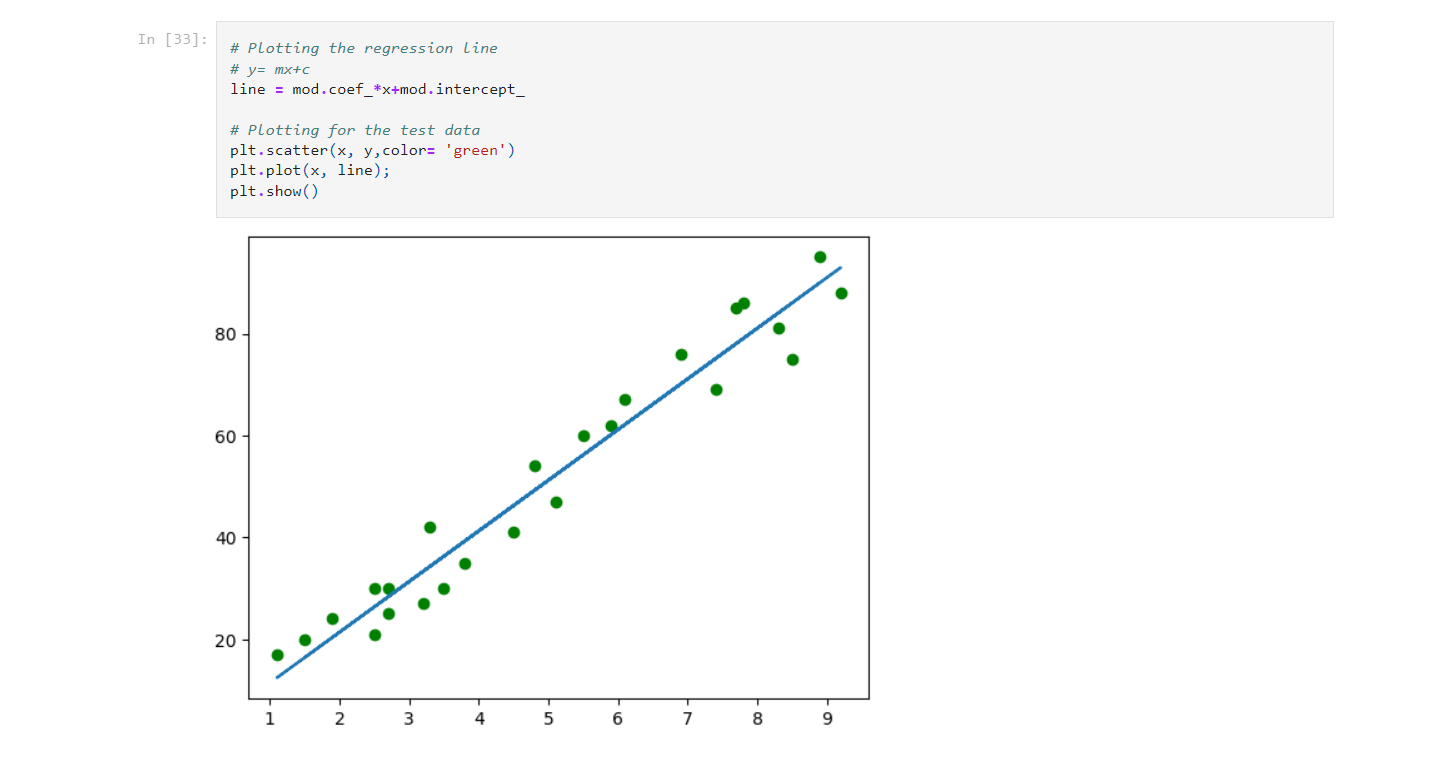 In [33]:
# Plotting the regression line
# y= mx+c
line = mod.coef_*x+mod.intercept_
# Plotting for the test data
plt.scatter(x, y,color= 'green')
plt.plot(x, line);
plt.show()
80
60
40
20
1 2 3 4 5 6 7 8 9